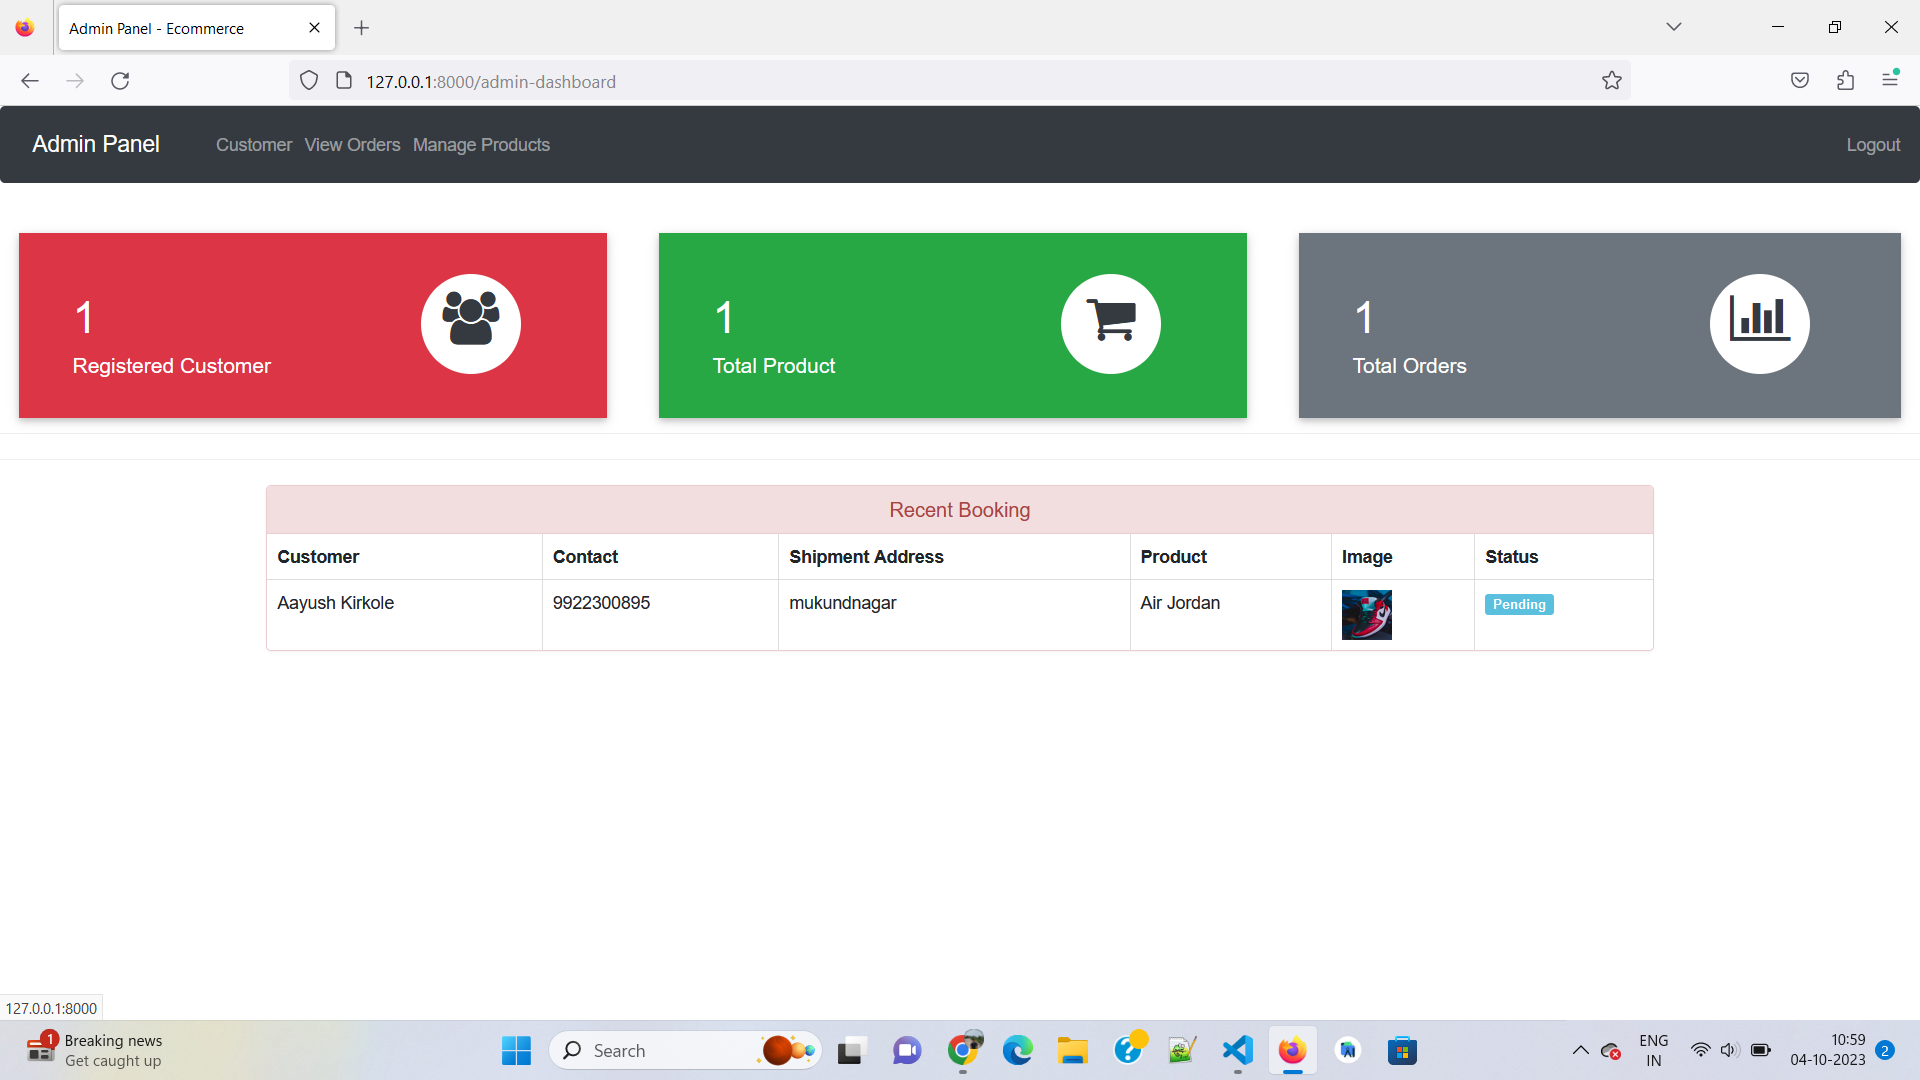 Admin Panel - Ecommerce
127.0.0.1:8000/admin-dashboard
Admin Panel Customer View Orders Manage Products Logout
1 1 1
Registered Customer Total Product Total Orders
Recent Booking
Customer Contact Shipment Address Product Image Status
Aayush Kirkole 9922300895 mukundnagar Air Jordan Pending
127.0.0.1:8000
1 Breaking news
Get caught up
Search
ENG
IN
10:59
04-10-2023
2